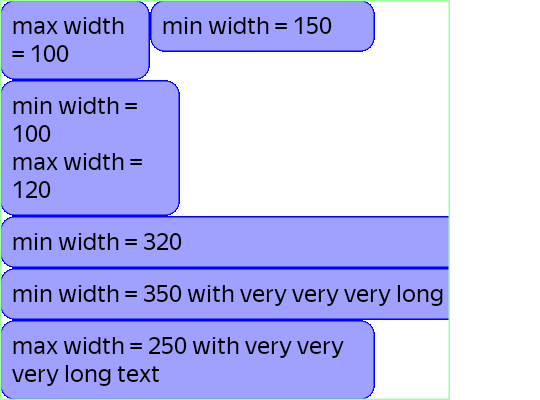 max width
= 100
min width = 150
min width =
100
max width =
120
min width = 320
min width = 350 with very very very long
max width = 250 with very very
very long text